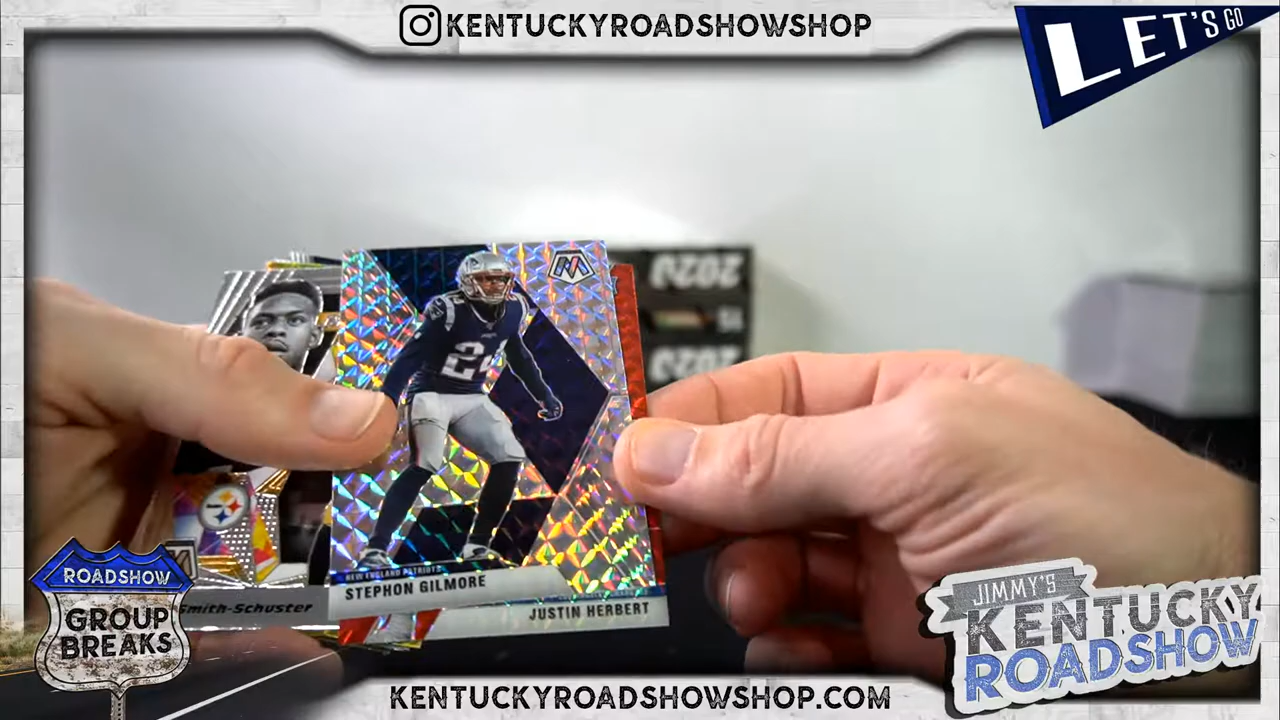 KENTUCKYROADSHOWSHOP
LET'S GO
2020
2020
24
NEW ENGLAND PATRIOTS
STEPHON GILMORE
JUSTIN HERBERT
Smith-Schuster
ROADSHOW
GROUP
BREAKS
JIMMY'S
KENTUCKY
ROADSHOW
KENTUCKYROADSHOWSHOP.COM